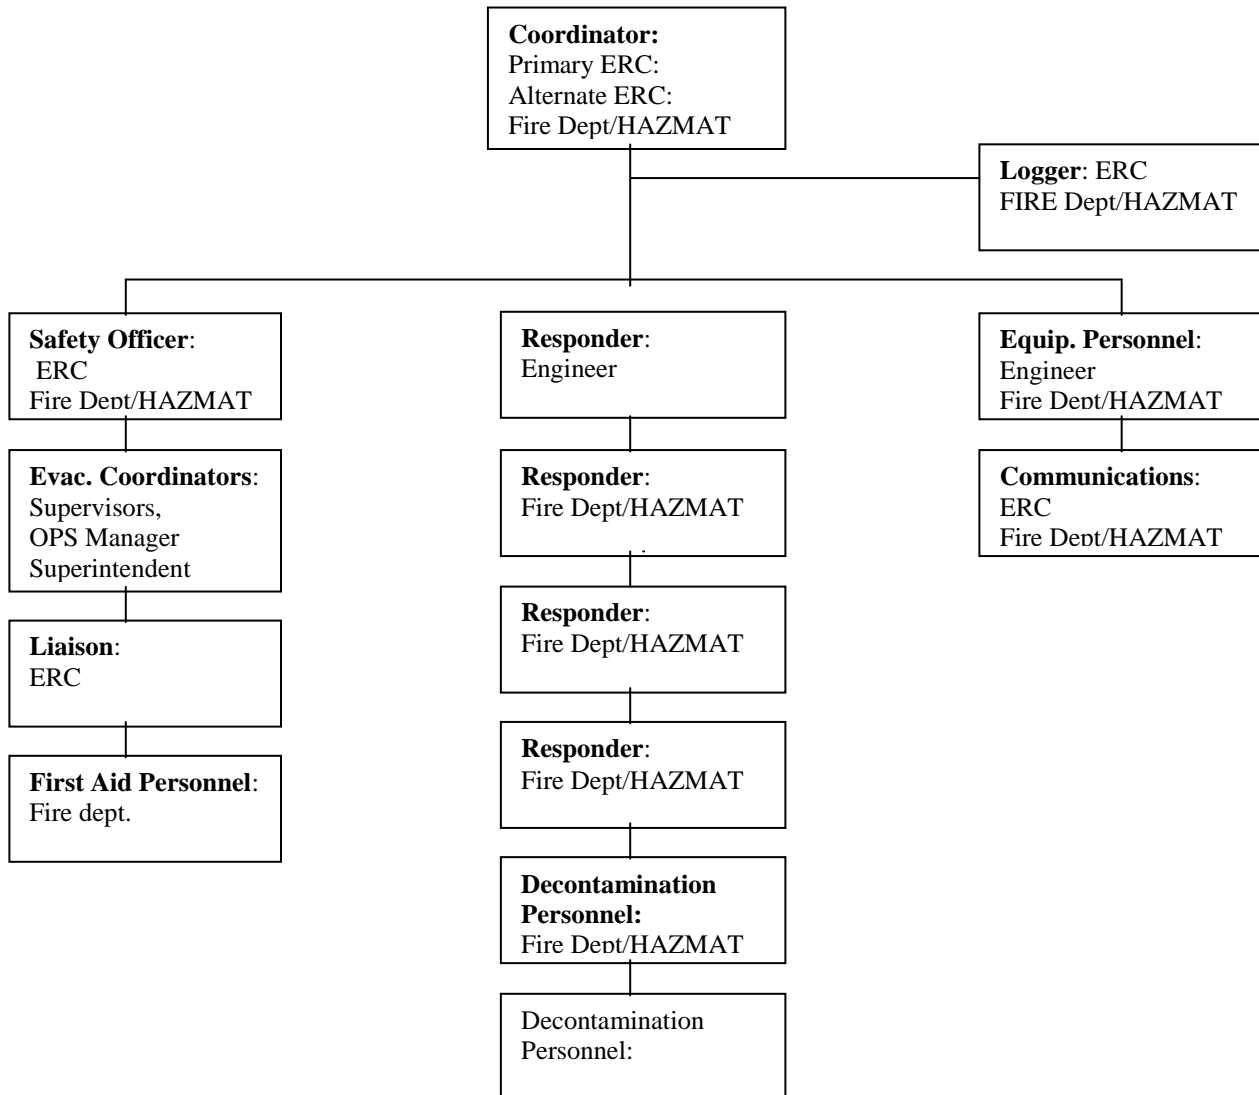 Coordinator:
Primary ERC:
Alternate ERC:
Fire Dept/HAZMAT
Logger: ERC
FIRE Dept/HAZMAT
Safety Officer:
ERC
Fire Dept/HAZMAT
Evac. Coordinators:
Supervisors,
OPS Manager
Superintendent
Liaison:
ERC
First Aid Personnel:
Fire dept.
Responder:
Engineer
Responder:
Fire Dept/HAZMAT
Responder:
Fire Dept/HAZMAT
Responder:
Fire Dept/HAZMAT
Decontamination
Personnel:
Fire Dept/HAZMAT
Decontamination
Personnel:
Equip. Personnel:
Engineer
Fire Dept/HAZMAT
Communications:
ERC
Fire Dept/HAZMAT